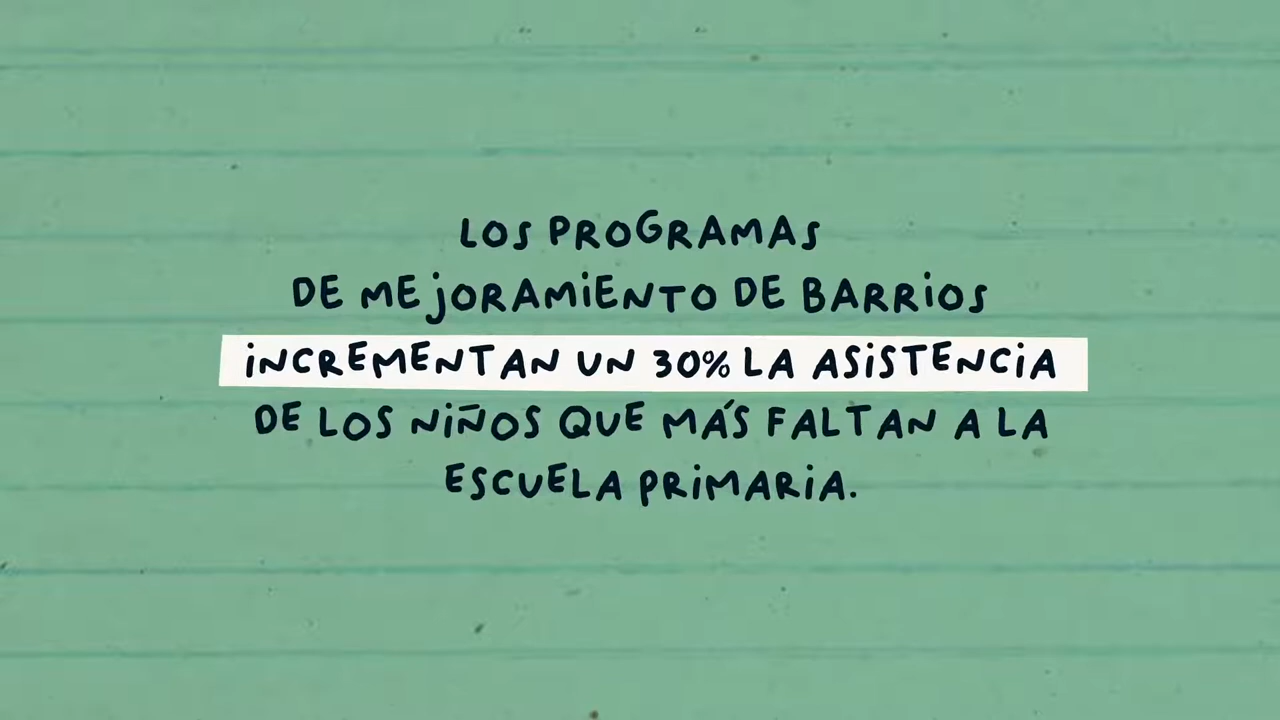 LOS PROGRAMAS
DE MEJORAMIENTO DE BARRIOS
INCREMENTAN UN 30% LA ASISTENCIA
DE LOS NIÑOS QUE MÁS FALTAN A LA
ESCUELA PRIMARIA.